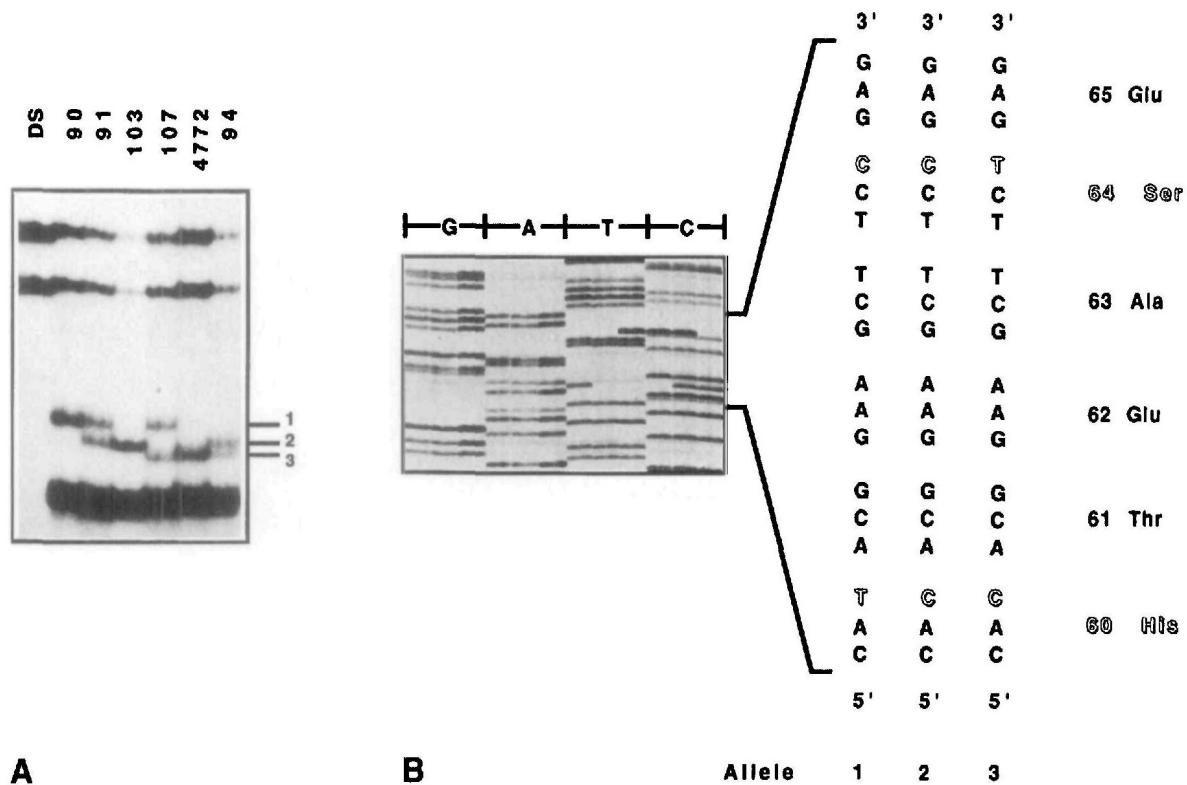 DS 90 91 103 107 4772 94
1
2
3
G A T C
3' 3' 3'
G G G
A A A 65 Glu
G G G
C C T
C C C 64 Ser
T T T
T T T
C C C 63 Ala
G G G
A A A
A A A 62 Glu
G G G
G G G
C C C 61 Thr
A A A
T C C
A A A 60 His
C C C
5' 5' 5'
A B Allele 1 2 3